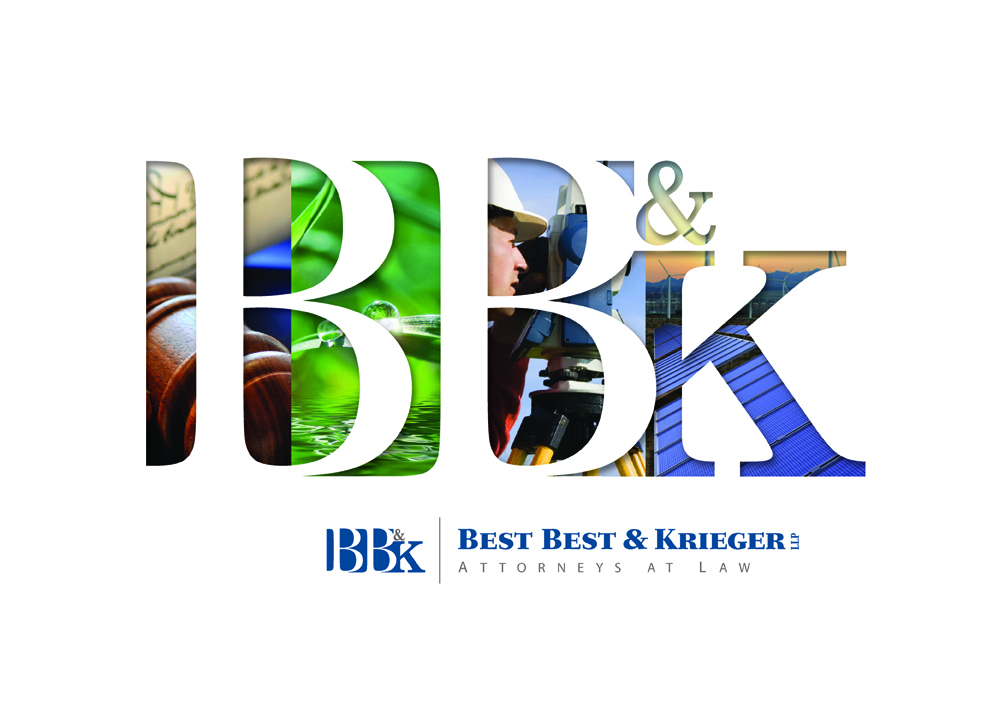 BB&K
BB&K
BEST BEST & KRIEGER LLP
ATTORNEYS AT LAW